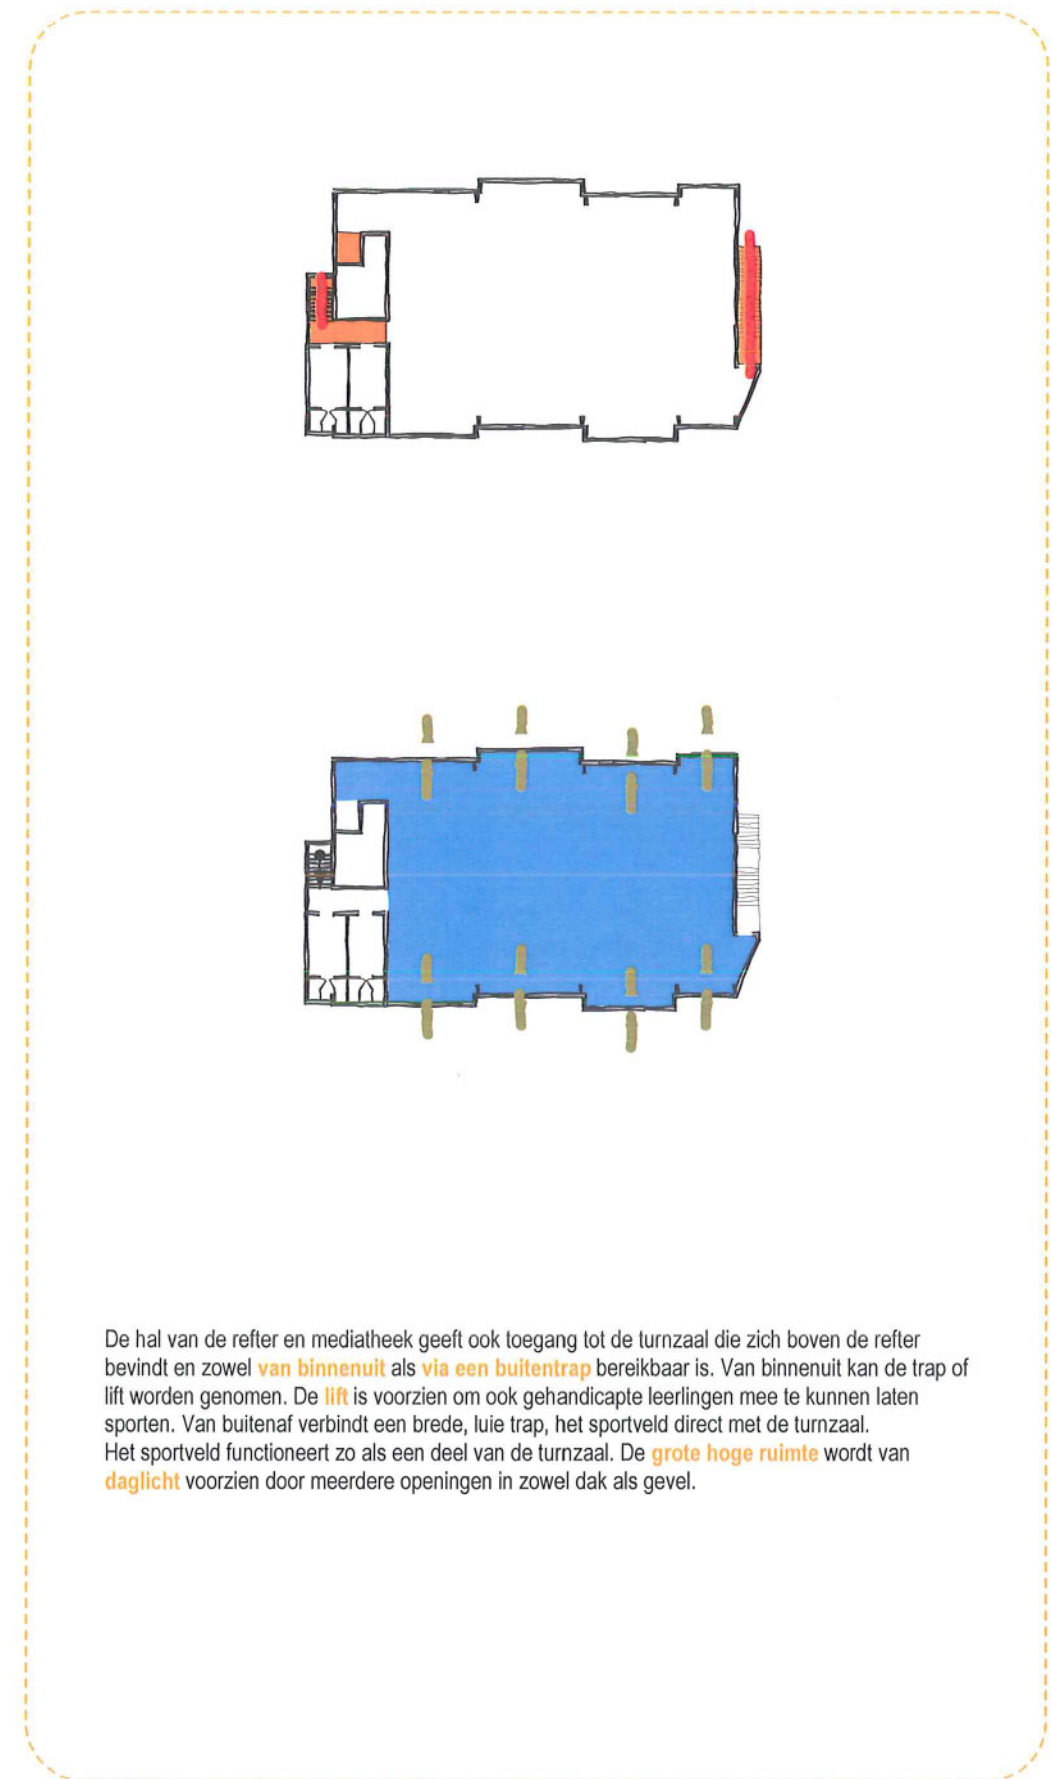 De hal van de refter en mediatheek geeft ook toegang tot de turnzaal die zich boven de refter
bevindt en zowel van binnenuit als via een buitentrap bereikbaar is. Van binnenuit kan de trap of
lift worden genomen. De lift is voorzien om ook gehandicapte leerlingen mee te kunnen laten
sporten. Van buitenaf verbindt een brede, luie trap, het sportveld direct met de turnzaal.
Het sportveld functioneert zo als een deel van de turnzaal. De grote hoge ruimte wordt van
daglicht voorzien door meerdere openingen in zowel dak als gevel.